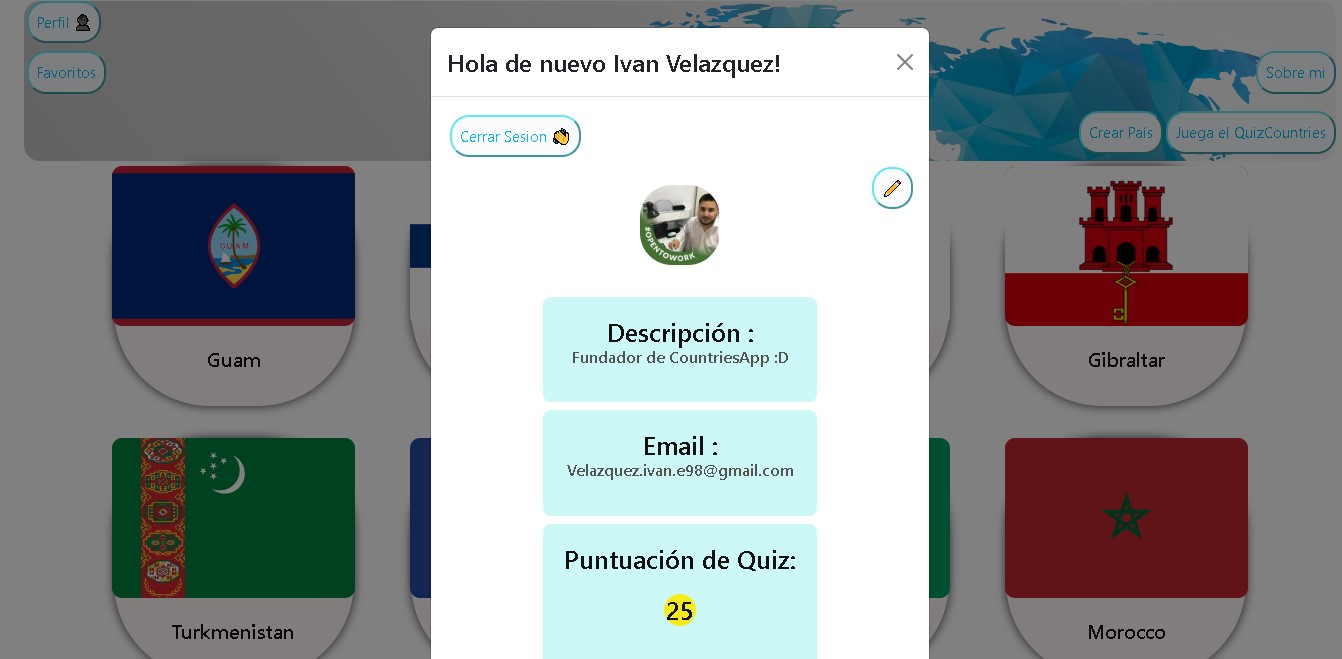 Perfil
Favoritos
Sobre mi
Crear País
Juega el QuizCountries
Hola de nuevo Ivan Velazquez!
Cerrar Sesion
#OPENTOWORK
Descripción :
Fundador de CountriesApp :D
Email :
Velazquez.ivan.e98@gmail.com
Puntuación de Quiz:
25
GUAM
Guam
Gibraltar
Turkmenistan
Morocco